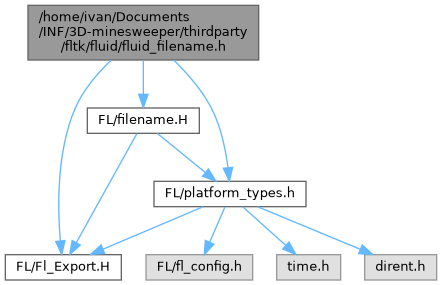 /home/ivan/Documents
/INF/3D-minesweeper/thirdparty
/fltk/fluid/fluid_filename.h
FL/filename.H
FL/platform_types.h
FL/Fl_Export.H
FL/fl_config.h
time.h
dirent.h